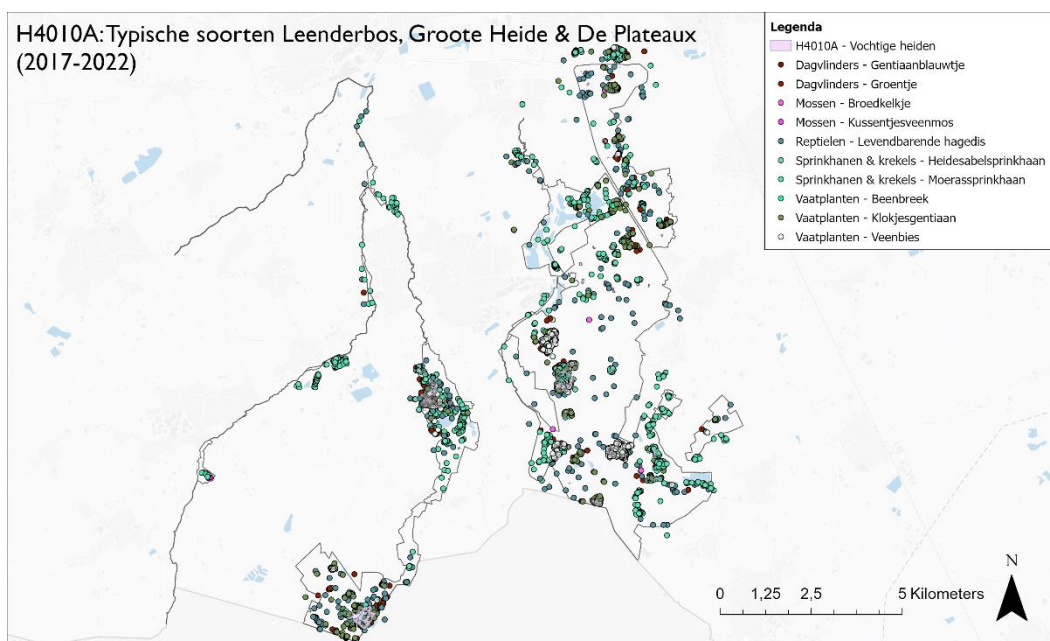 H4010A: Typische soorten Leenderbos, Groote Heide & De Plateaux
(2017-2022)
Legenda
H4010A - Vochtige heiden
Dagvlinders - Gentiaanblauwtje
Dagvlinders - Groentje
Mossen - Broedkelkje
Mossen - Kussentjesveenmos
Reptielen - Levendbarende hagedis
Sprinkhanen & krekels - Heidesabelsprinkhaan
Sprinkhanen & krekels - Moerassprinkhaan
Vaatplanten - Beenbreek
Vaatplanten - Klokjesgentiaan
Vaatplanten - Veenbies
N
0 1,25 2,5 5 Kilometers